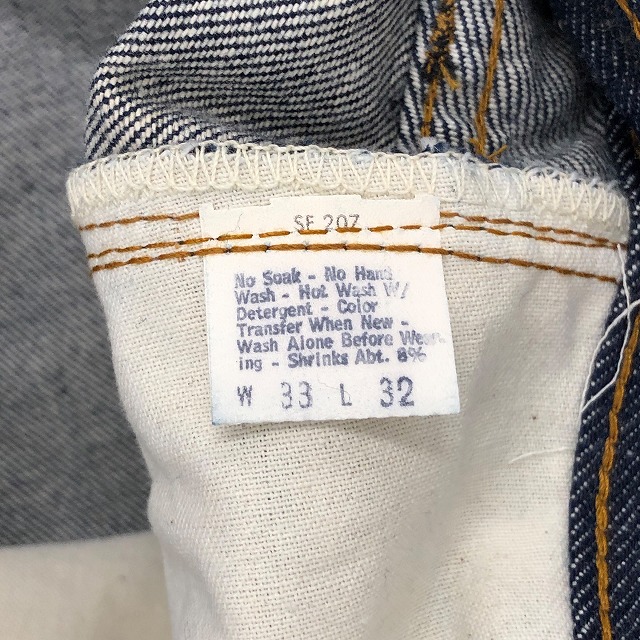 SF 207
No Soak - No Hand
Wash - Hot Wash W/
Detergent - Color
Transfer When New -
Wash Alone Before Wear-
ing - Shrinks Abt. 8%
W 33 L 32